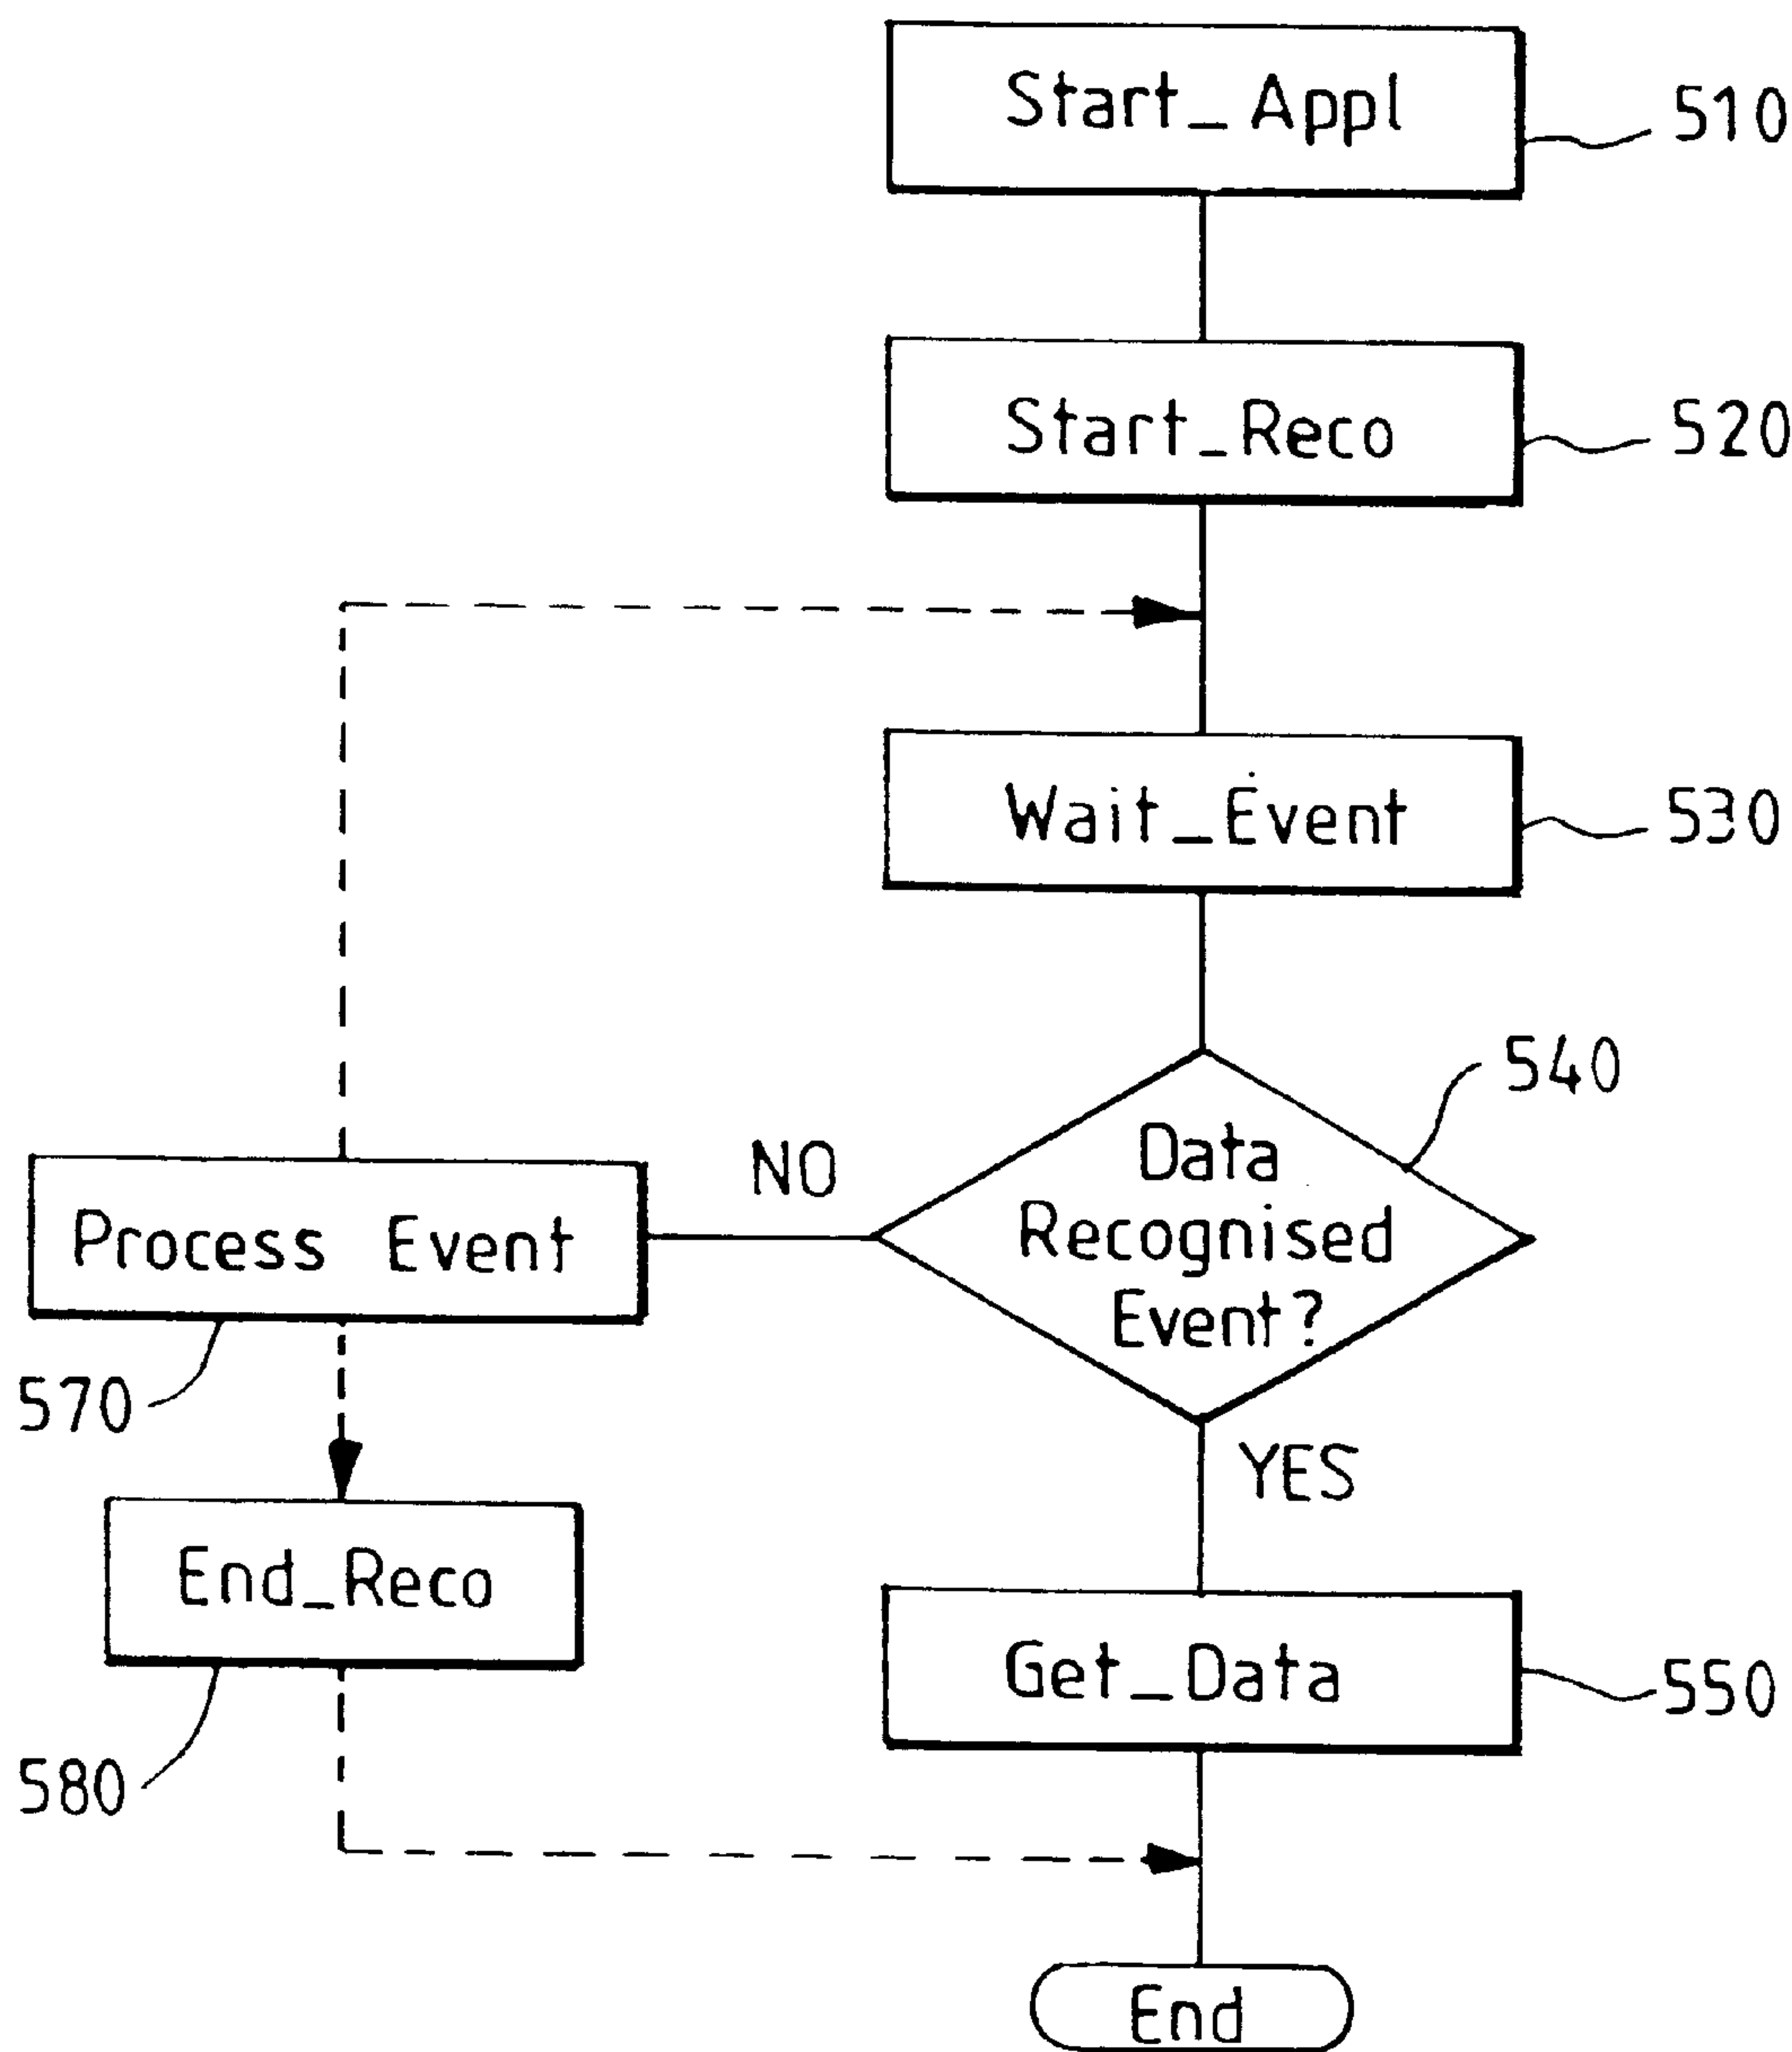 Start_Appl
510
Start_Reco
520
Wait_Event
530
540
Data
Recognised
Event?
NO
Process Event
570
YES
End_Reco
580
Get_Data
550
End